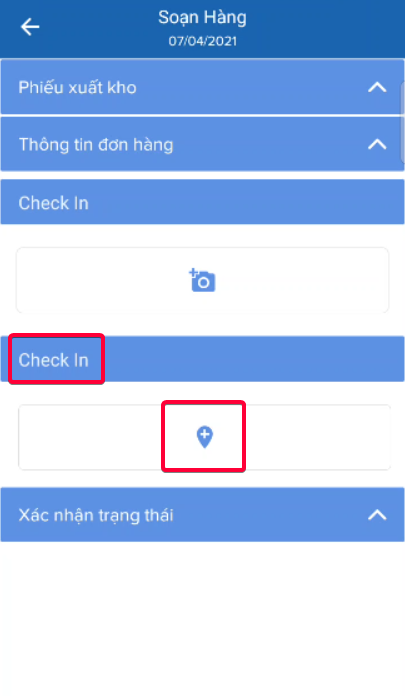 Soạn Hàng
07/04/2021
Phiếu xuất kho
Thông tin đơn hàng
Check In
Check In
Xác nhận trạng thái